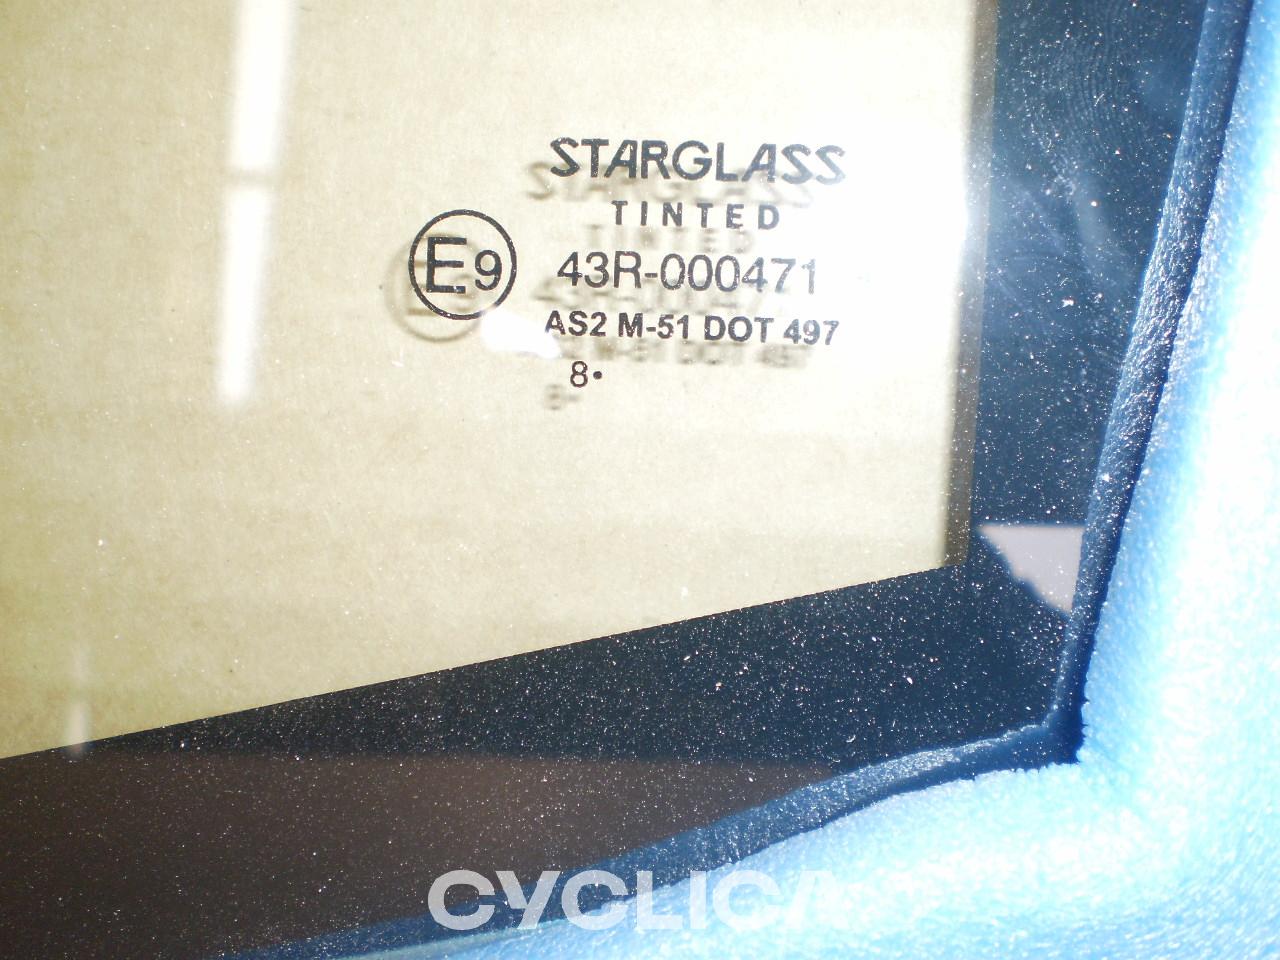 STARGLASS
TINTED
E9 43R-000471
AS2 M-51 DOT 497
8•
CYCLICA